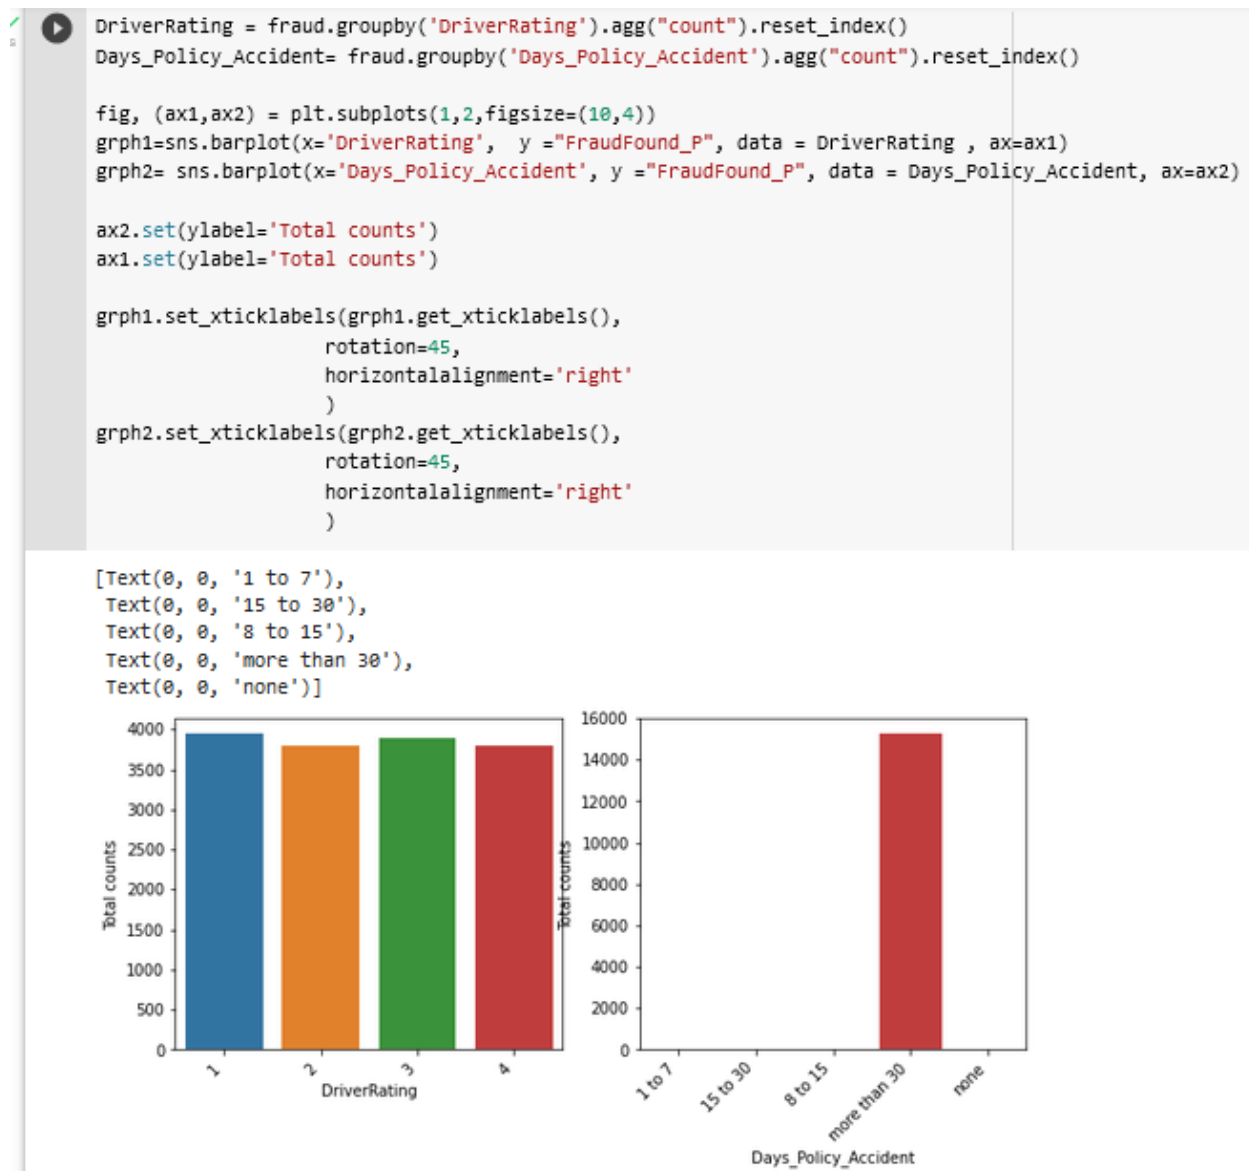 DriverRating = fraud.groupby('DriverRating').agg("count").reset_index()
Days_Policy_Accident= fraud.groupby('Days_Policy_Accident').agg("count").reset_index()
fig, (ax1,ax2) = plt.subplots(1,2,figsize=(10,4))
grph1=sns.barplot(x='DriverRating',  y ="FraudFound_P", data = DriverRating , ax=ax1)
grph2= sns.barplot(x='Days_Policy_Accident', y ="FraudFound_P", data = Days_Policy_Accident, ax=ax2)
ax2.set(ylabel='Total counts')
ax1.set(ylabel='Total counts')
grph1.set_xticklabels(grph1.get_xticklabels(),
rotation=45,
horizontalalignment='right'
)
grph2.set_xticklabels(grph2.get_xticklabels(),
rotation=45,
horizontalalignment='right'
)
[Text(0, 0, '1 to 7'),
Text(0, 0, '15 to 30'),
Text(0, 0, '8 to 15'),
Text(0, 0, 'more than 30'),
Text(0, 0, 'none')]
4000
3500
3000
2500
2000
1500
1000
500
0
Total counts
1
2
3
4
DriverRating
16000
14000
12000
10000
8000
6000
4000
2000
0
Total counts
1 to 7
15 to 30
8 to 15
more than 30
none
Days_Policy_Accident